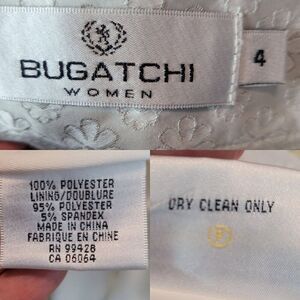 BUGATCHI
WOMEN
4
100% POLYESTER
LINING/DOUBLURE
95% POLYESTER
5% SPANDEX
MADE IN CHINA
FABRIQUE EN CHINE
RN 99428
CA 06064
DRY CLEAN ONLY
P